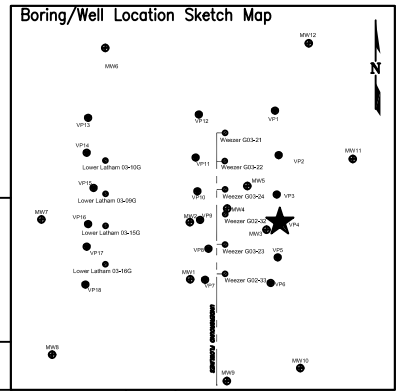 Boring/Well Location Sketch Map
MW12
MW6
N
VP1
VP12
VP13
Weezer G03-21
VP14
VP11
Weezer G03-22
VP2
MW11
Lower Latham 03-10G
VP15
VP10
Weezer G03-24
MW5
VP3
Lower Latham 03-09G
MW4
MW7
VP16
MW2
VP9
Weezer G02-32
VP4
Lower Latham 03-15G
MW3
VP17
VP8
Weezer G03-23
VP5
Lower Latham 03-16G
MW1
VP7
Weezer G02-33
VP6
VP18
UNDERGROUND FLOWLINES
MW8
MW9
MW10